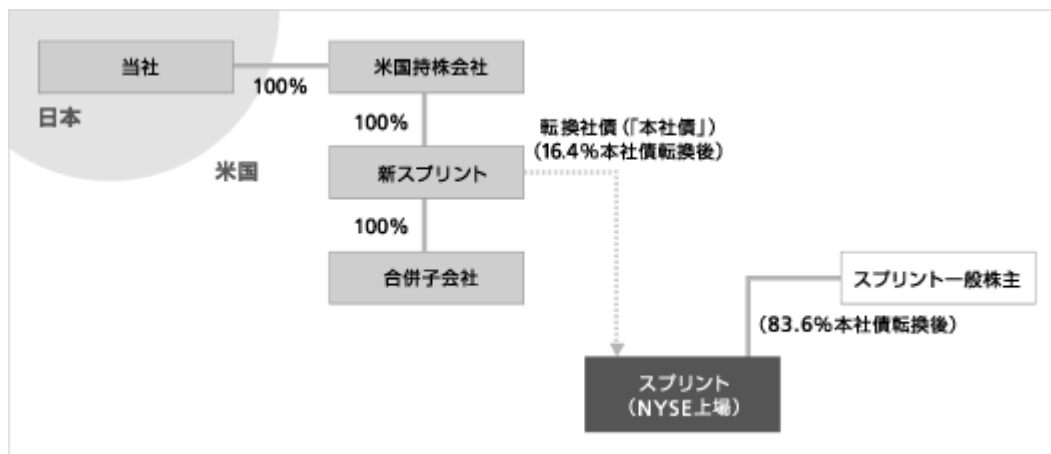 当社
100%
米国持株会社
日本
100%
転換社債(「本社債」)
(16.4%本社債転換後)
米国
新スプリント
100%
合併子会社
スプリント一般株主
(83.6%本社債転換後)
スプリント
(NYSE上場)